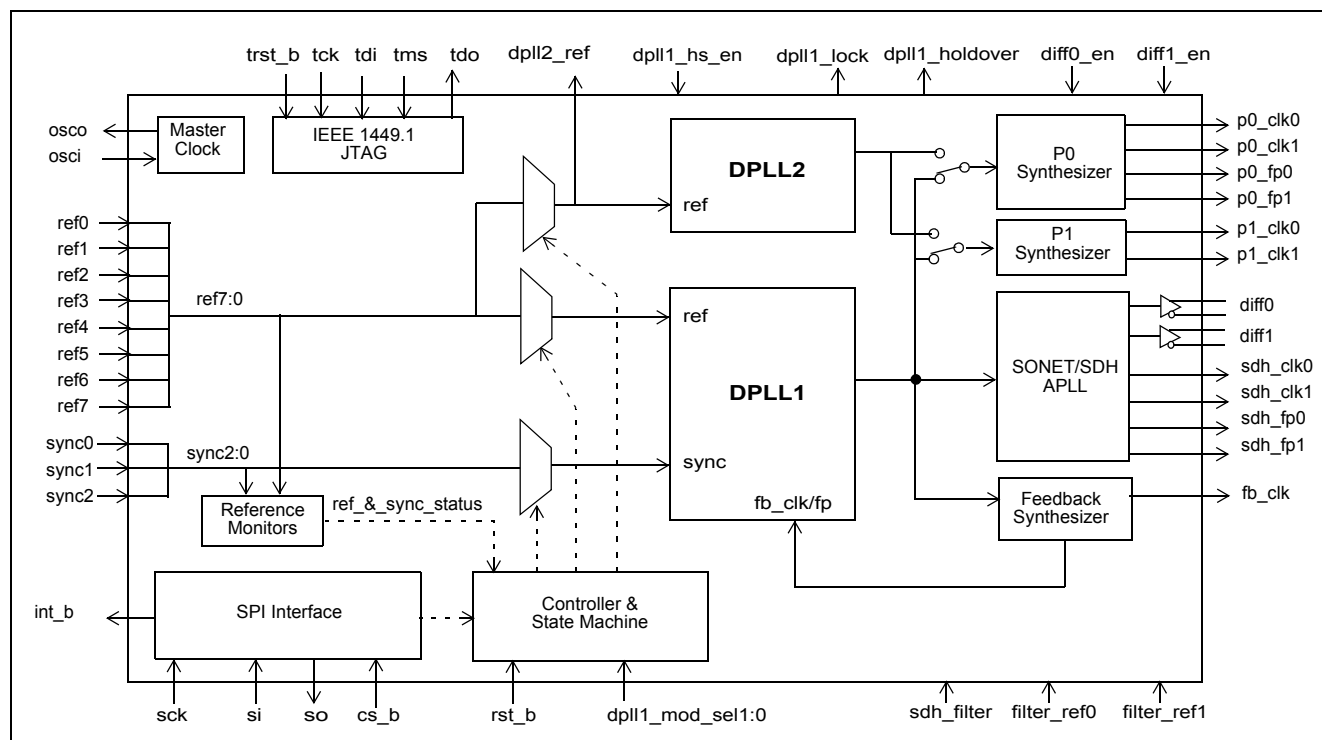 trst_b tck tdi tms tdo dpll2_ref dpll1_hs_en dpll1_lock dpll1_holdover diff0_en diff1_en
osco
osci
Master
Clock
IEEE 1449.1
JTAG
DPLL2
ref
P0
Synthesizer
p0_clk0
p0_clk1
p0_fp0
p0_fp1
P1
Synthesizer
p1_clk0
p1_clk1
ref0
ref1
ref2
ref3
ref4
ref5
ref6
ref7
ref7:0
ref
DPLL1
sync
fb_clk/fp
SONET/SDH
APLL
diff0
diff1
sdh_clk0
sdh_clk1
sdh_fp0
sdh_fp1
sync0
sync1
sync2
sync2:0
Reference
Monitors
ref_&_sync_status
Feedback
Synthesizer
fb_clk
int_b
SPI Interface
Controller &
State Machine
sck si so cs_b rst_b dpll1_mod_sel1:0 sdh_filter filter_ref0 filter_ref1